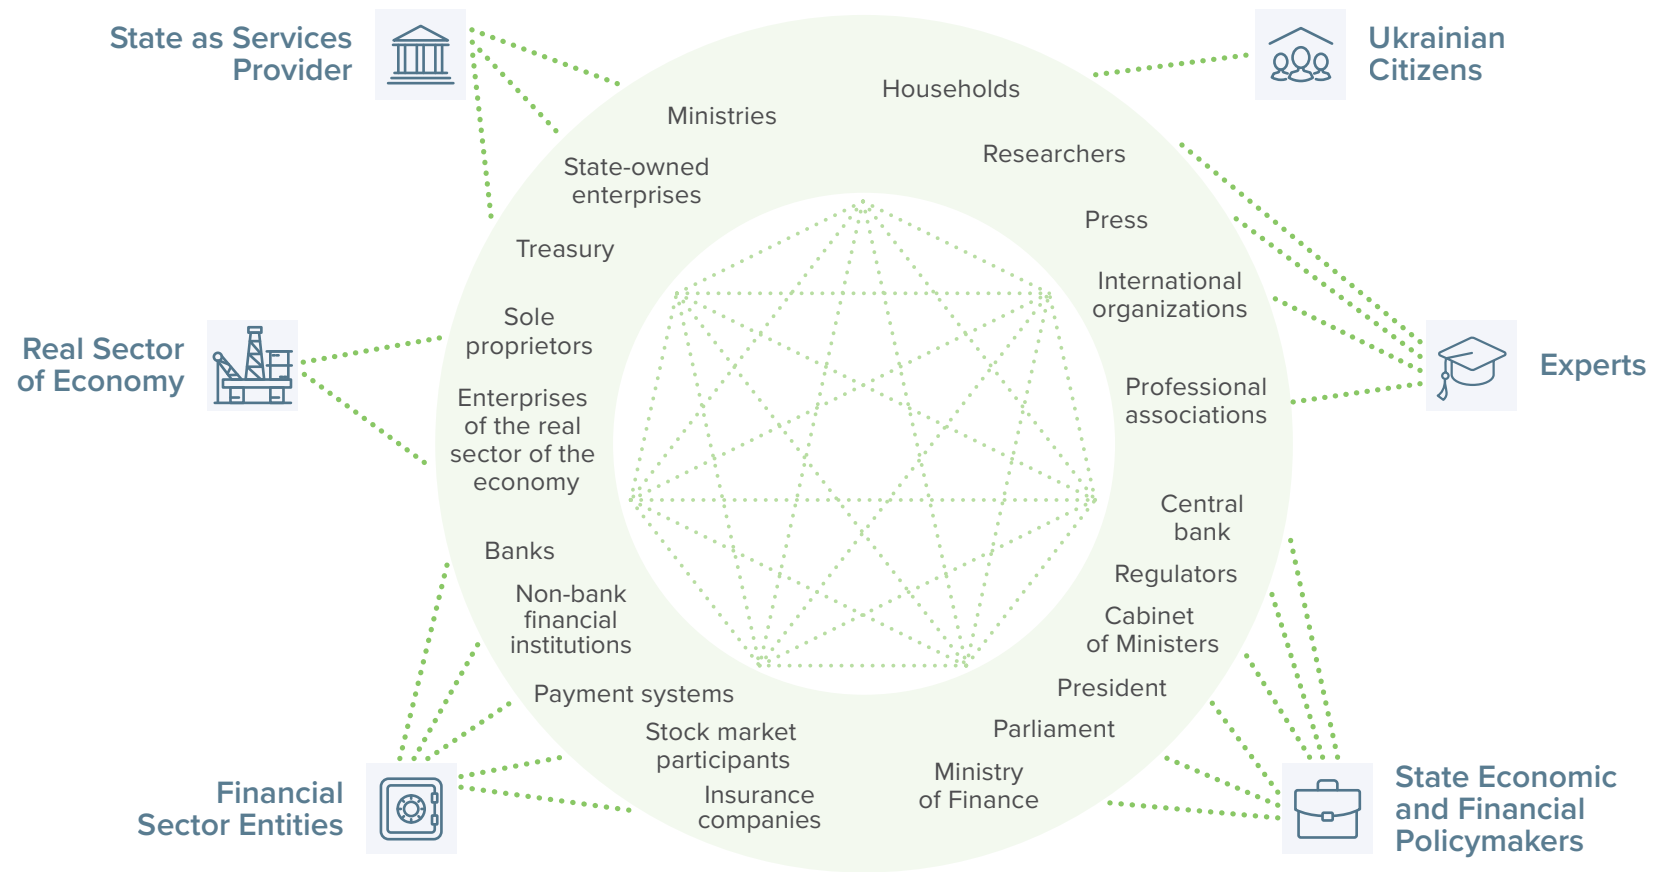 State as Services
Provider
Ukrainian
Citizens
Households
Ministries
Researchers
State-owned
enterprises
Press
Treasury
International
organizations
Sole
proprietors
Real Sector
of Economy
Experts
Enterprises
of the real
sector of the
economy
Professional
associations
Central
bank
Banks
Regulators
Non-bank
financial
institutions
Cabinet
of Ministers
Payment systems
President
Stock market
participants
Parliament
Ministry
of Finance
Insurance
companies
Financial
Sector Entities
State Economic
and Financial
Policymakers